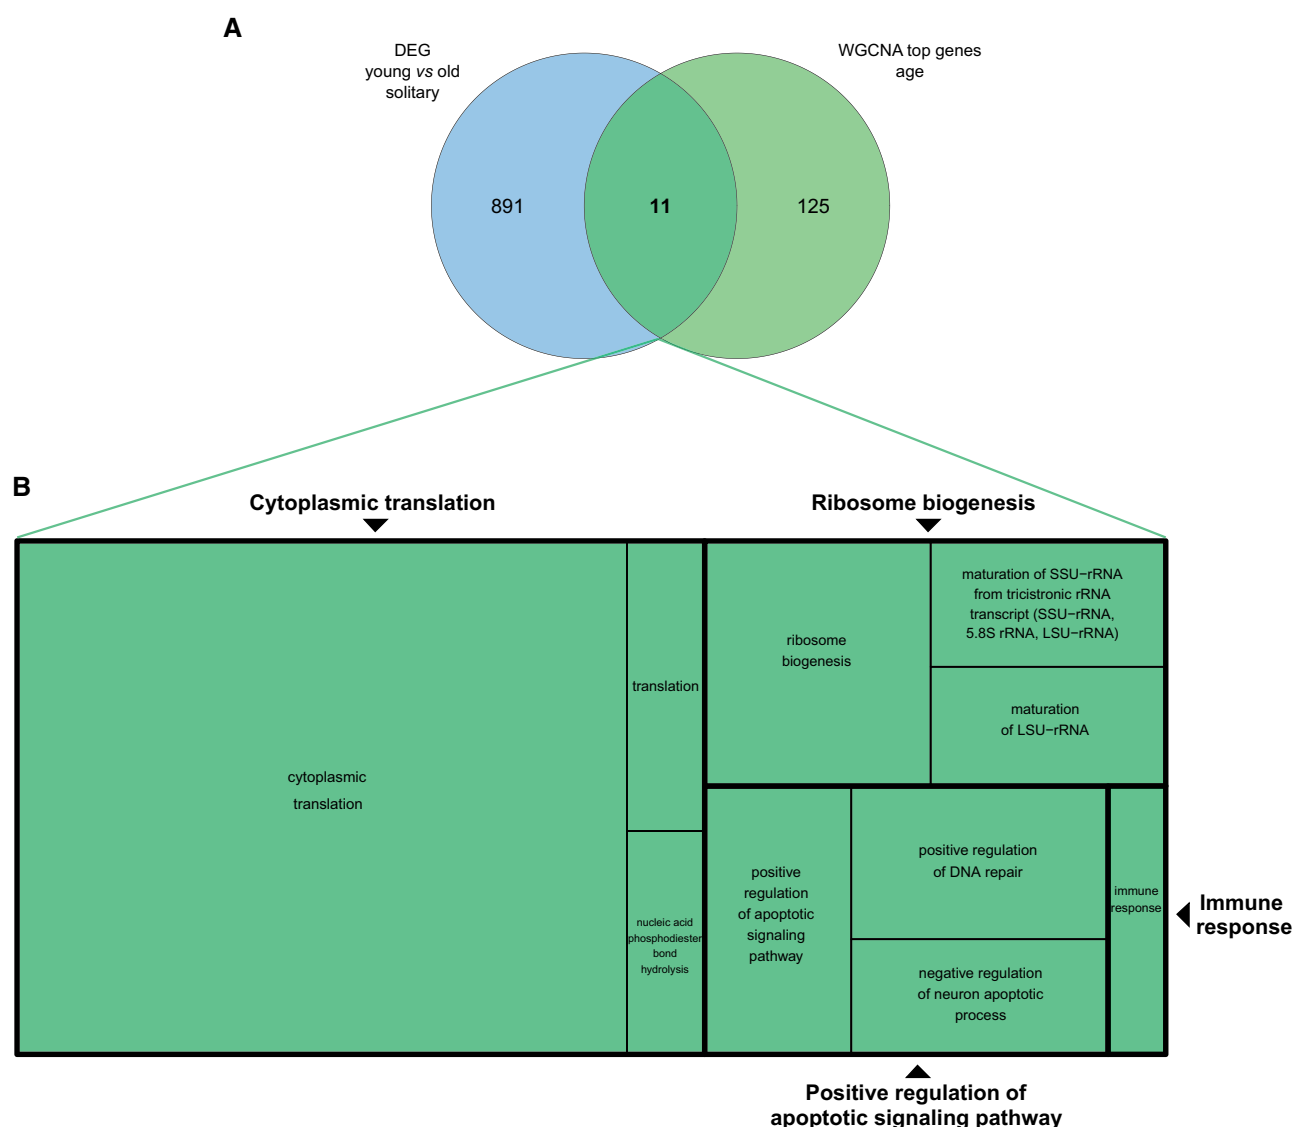 A
DEG
young vs old
solitary
WGCNA top genes
age
891
11
125
B
Cytoplasmic translation
Ribosome biogenesis
cytoplasmic
translation
translation
nucleic acid
phosphodiester
bond
hydrolysis
ribosome
biogenesis
maturation of SSU−rRNA
from tricistronic rRNA
transcript (SSU−rRNA,
5.8S rRNA, LSU−rRNA)
maturation
of LSU−rRNA
positive
regulation
of apoptotic
signaling
pathway
positive regulation
of DNA repair
negative regulation
of neuron apoptotic
process
immune
response
Immune
response
Positive regulation of
apoptotic signaling pathway